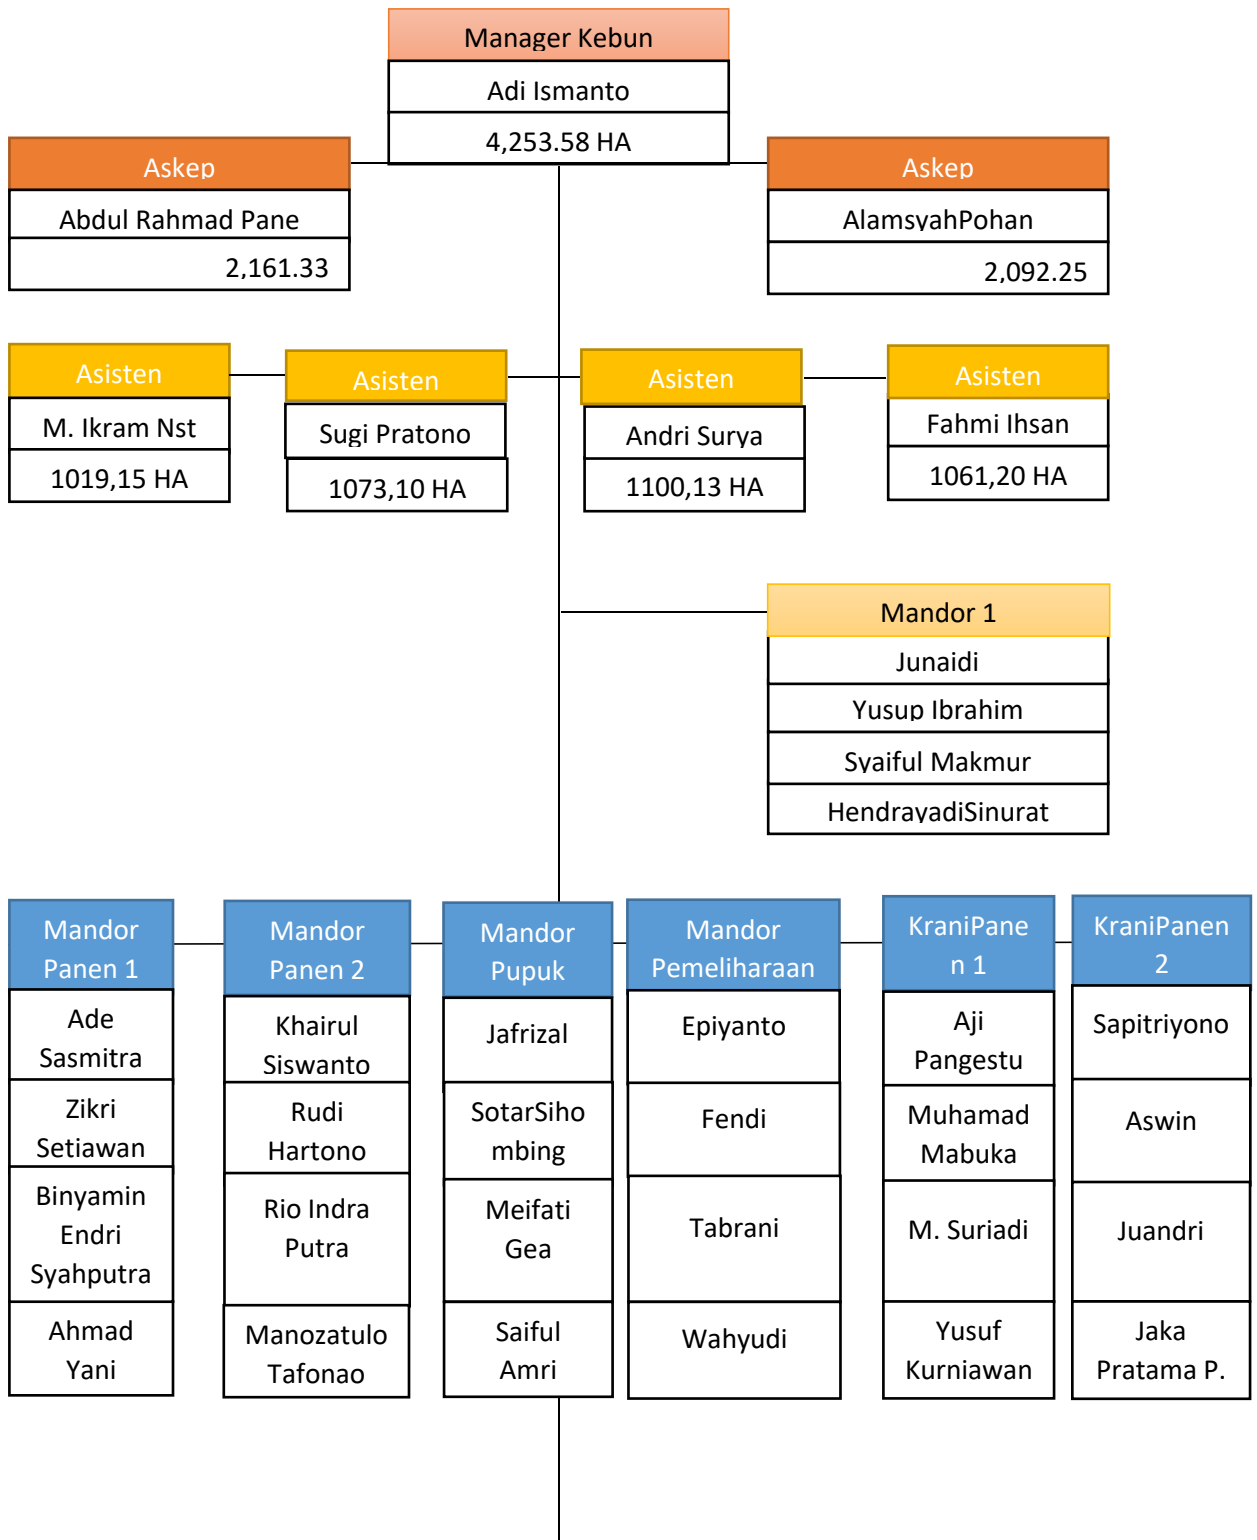 Manager Kebun
Adi Ismanto
4,253.58 HA
Askep
Abdul Rahmad Pane
2,161.33
Askep
AlamsyahPohan
2,092.25
Asisten
M. Ikram Nst
1019,15 HA
Asisten
Sugi Pratono
1073,10 HA
Asisten
Andri Surya
1100,13 HA
Asisten
Fahmi Ihsan
1061,20 HA
Mandor 1
Junaidi
Yusup Ibrahim
Syaiful Makmur
HendrayadiSinurat
Mandor
Panen 1
Ade
Sasmitra
Zikri
Setiawan
Binyamin
Endri
Syahputra
Ahmad
Yani
Mandor
Panen 2
Khairul
Siswanto
Rudi
Hartono
Rio Indra
Putra
Manozatulo
Tafonao
Mandor
Pupuk
Jafrizal
SotarSiho
mbing
Meifati
Gea
Saiful
Amri
Mandor
Pemeliharaan
Epiyanto
Fendi
Tabrani
Wahyudi
KraniPane
n 1
Aji
Pangestu
Muhamad
Mabuka
M. Suriadi
Yusuf
Kurniawan
KraniPanen
2
Sapitriyono
Aswin
Juandri
Jaka
Pratama P.